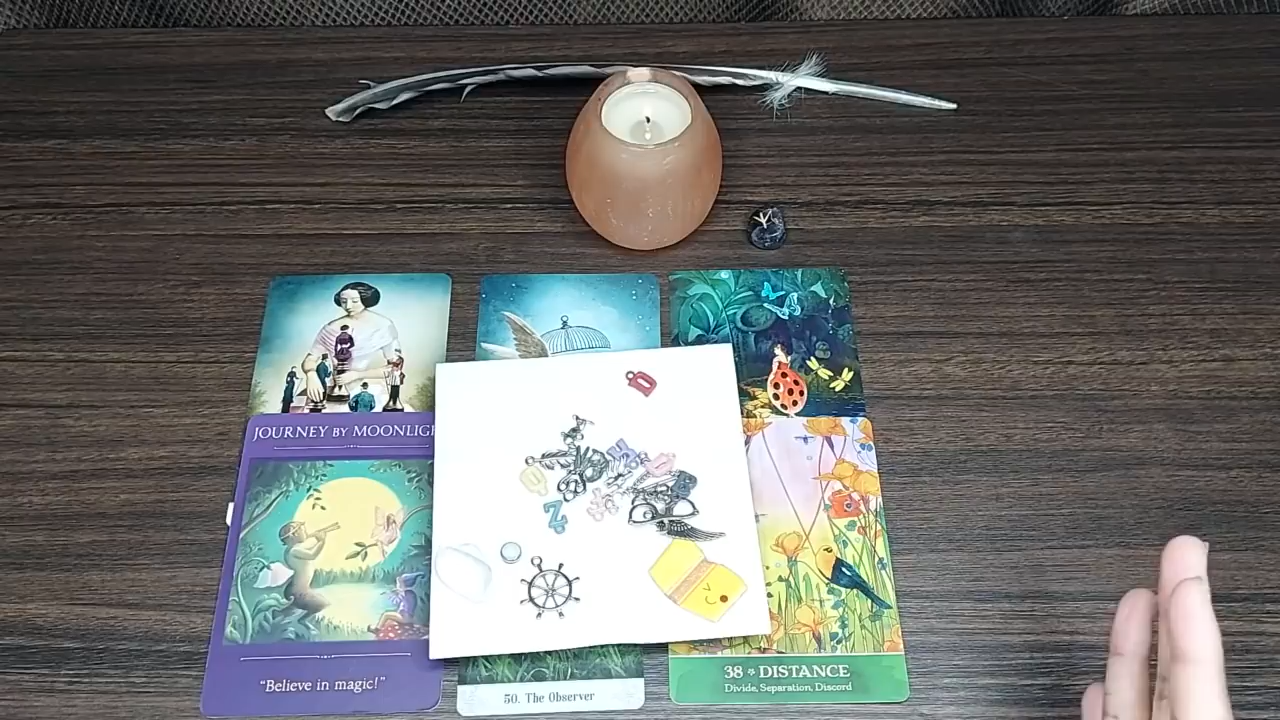 JOURNEY BY MOONLIG
"Believe in magic!"
50. The Observer
38 * DISTANCE
Divide, Separation, Discord